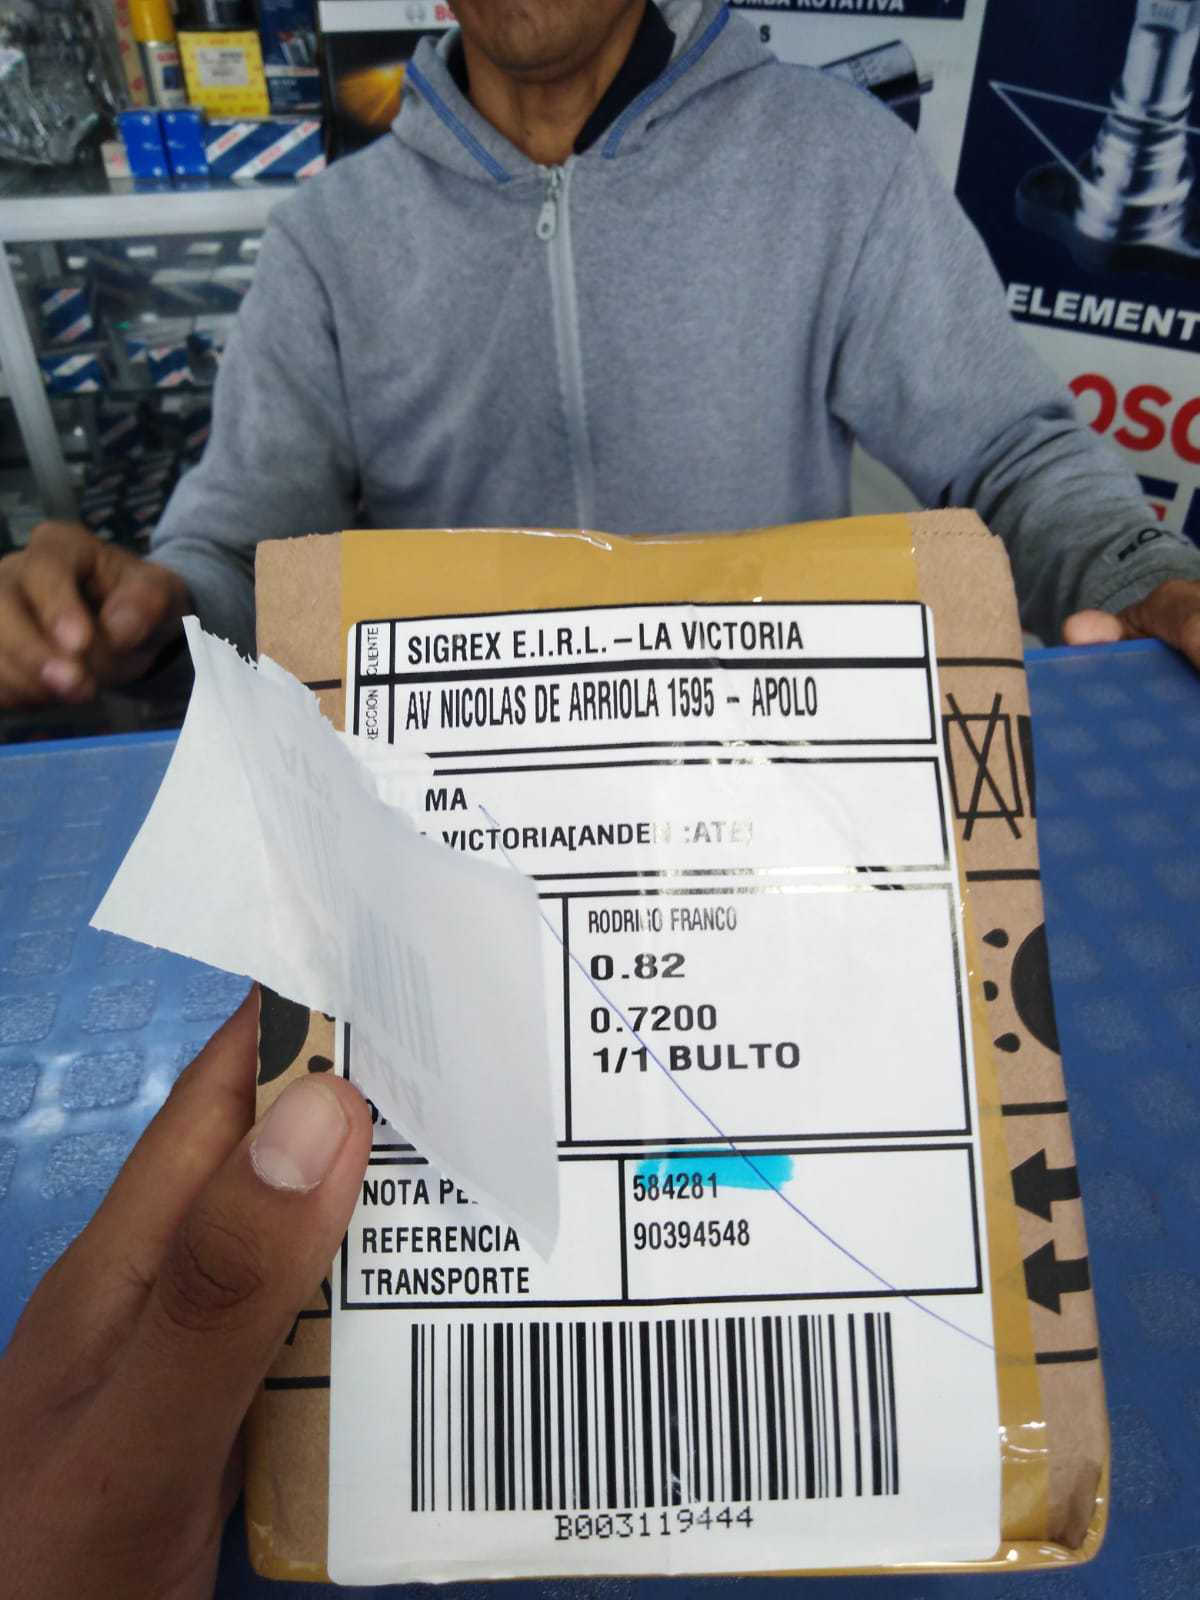 ELEMENT
CLIENTE
SIGREX E.I.R.L. – LA VICTORIA
AV NICOLAS DE ARRIOLA 1595 – APOLO
MA
VICTORIA[ANDEN
RODRIGO FRANCO
0.82
0.7200
1/1 BULTO
NOTA
584281
REFERENCIA
90394548
TRANSPORTE
B003119444